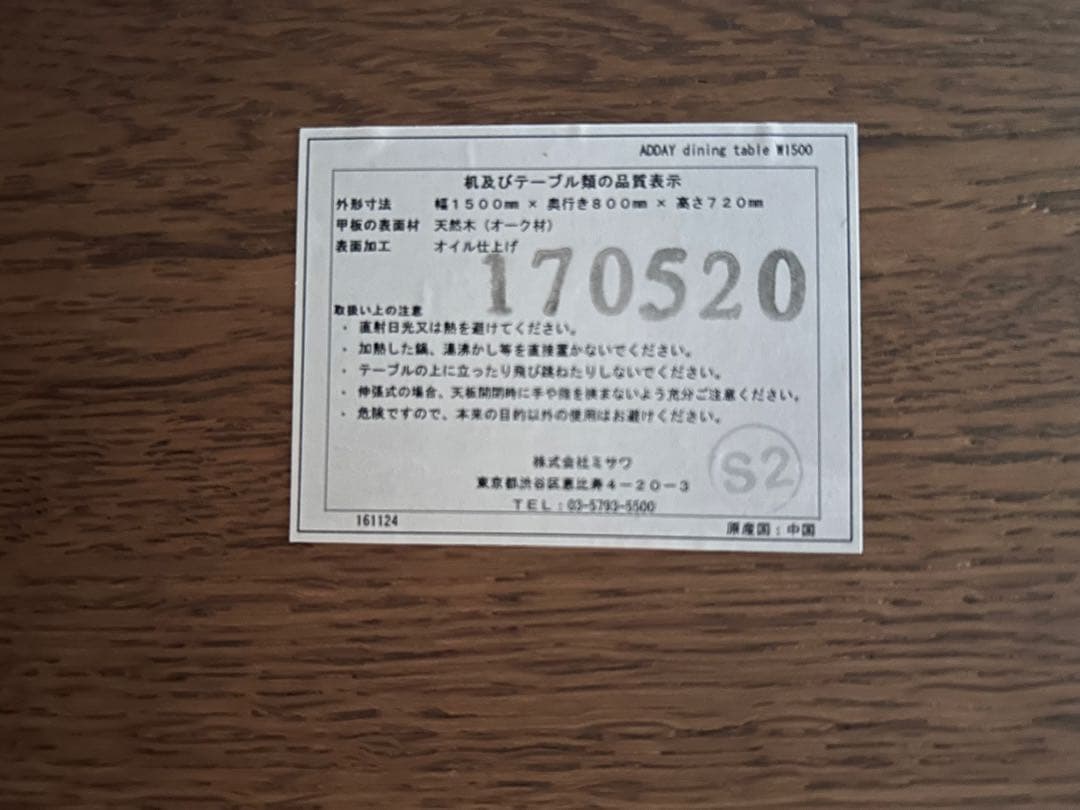 ADDAY dining table W1500
机及びテーブル類の品質表示
外形寸法 幅1500㎜ × 奥行き800㎜ × 高さ720㎜
甲板の表面材 天然木（オーク材）
表面加工 オイル仕上げ
170520
取扱い上の注意
・ 直射日光又は熱を避けてください。
・ 加熱した鍋、湯沸かし等を直接置かないでください。
・ テーブルの上に立ったり飛び跳ねたりしないでください。
・ 伸張式の場合、天板開閉時に手や指を挟まないよう充分ご注意ください。
・ 危険ですので、本来の目的以外の使用はお避けください。
S2
株式会社ミサワ
東京都渋谷区恵比寿4－20－3
TEL：03-5793-5500
161124
原産国：中国